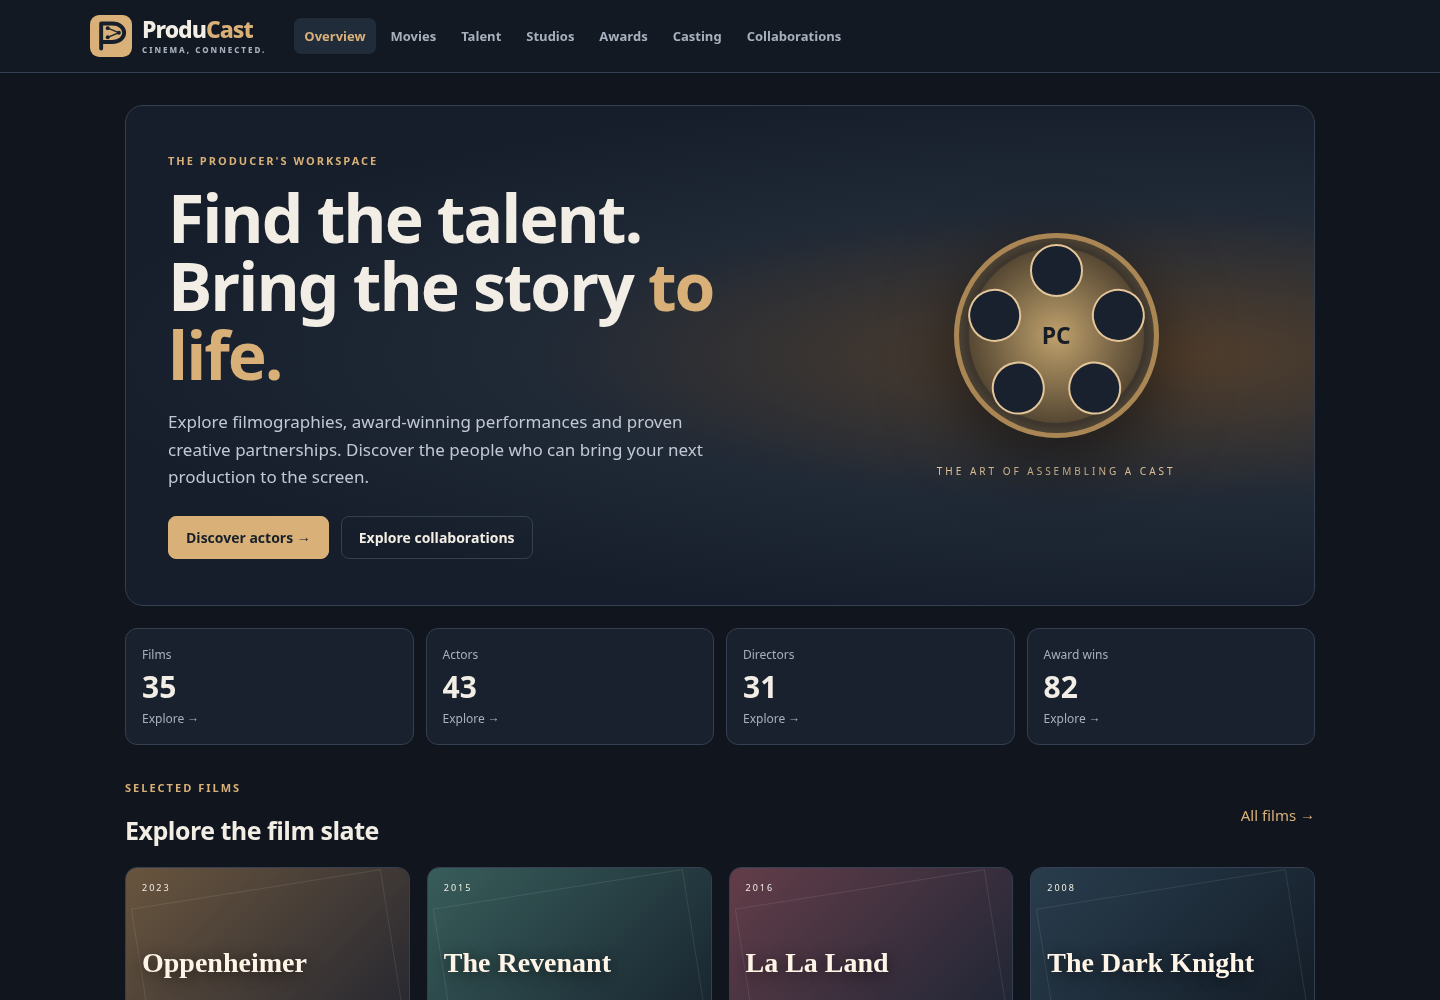 ProduCast
CINEMA, CONNECTED.
Overview
Movies
Talent
Studios
Awards
Casting
Collaborations
THE PRODUCER'S WORKSPACE
Find the talent.
Bring the story to
life.
Explore filmographies, award-winning performances and proven
creative partnerships. Discover the people who can bring your next
production to the screen.
Discover actors →
Explore collaborations
PC
THE ART OF ASSEMBLING A CAST
Films
35
Explore →
Actors
43
Explore →
Directors
31
Explore →
Award wins
82
Explore →
SELECTED FILMS
Explore the film slate
All films →
2023
Oppenheimer
2015
The Revenant
2016
La La Land
2008
The Dark Knight